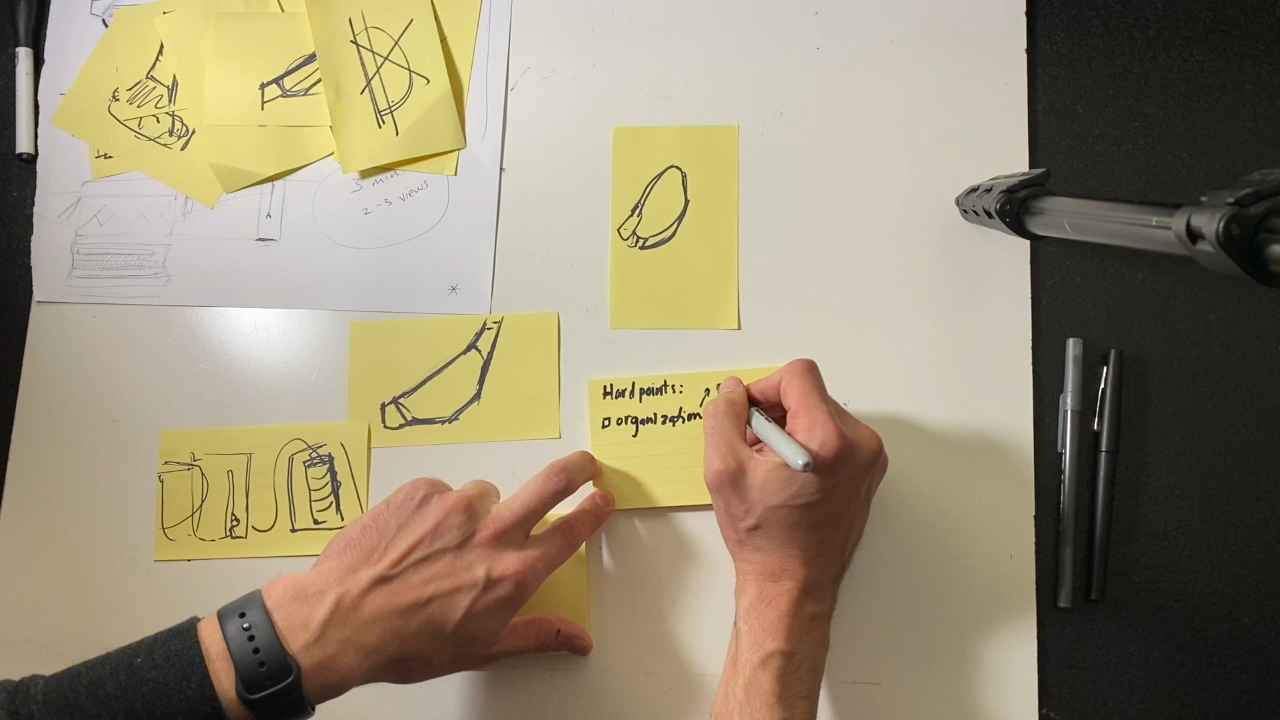 3 min
2-3 views
Hard points:
□ organization